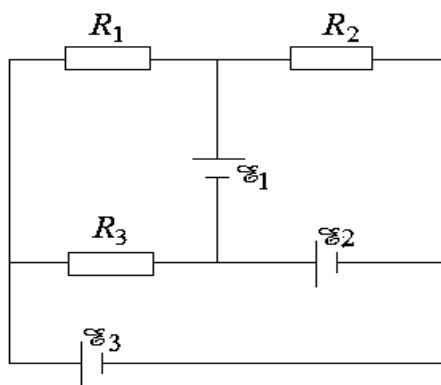 R₁ R₂
ℰ₁
R₃ ℰ₂
ℰ₃